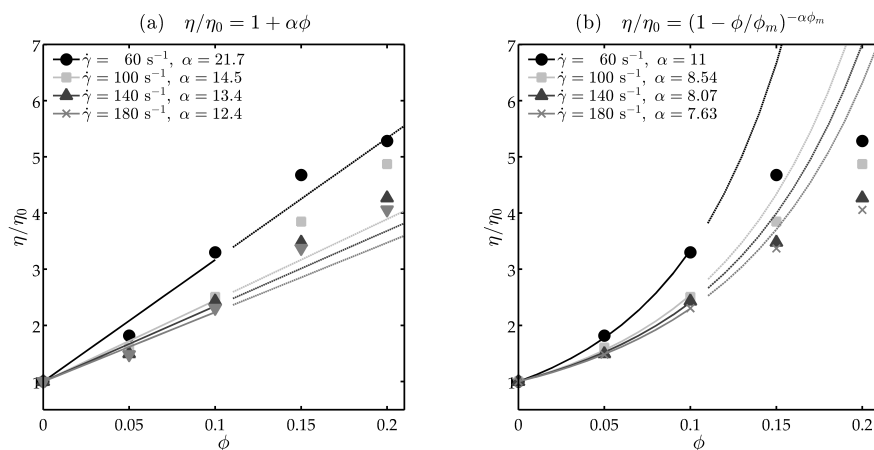 (a) η/η₀ = 1 + αϕ
7
6
5
4
3
2
1
η/η₀
γ̇ = 60 s⁻¹, α = 21.7
γ̇ = 100 s⁻¹, α = 14.5
γ̇ = 140 s⁻¹, α = 13.4
γ̇ = 180 s⁻¹, α = 12.4
0 0.05 0.1 0.15 0.2
ϕ
(b) η/η₀ = (1 − ϕ/ϕₘ)^−αϕₘ
7
6
5
4
3
2
1
η/η₀
γ̇ = 60 s⁻¹, α = 11
γ̇ = 100 s⁻¹, α = 8.54
γ̇ = 140 s⁻¹, α = 8.07
γ̇ = 180 s⁻¹, α = 7.63
0 0.05 0.1 0.15 0.2
ϕ